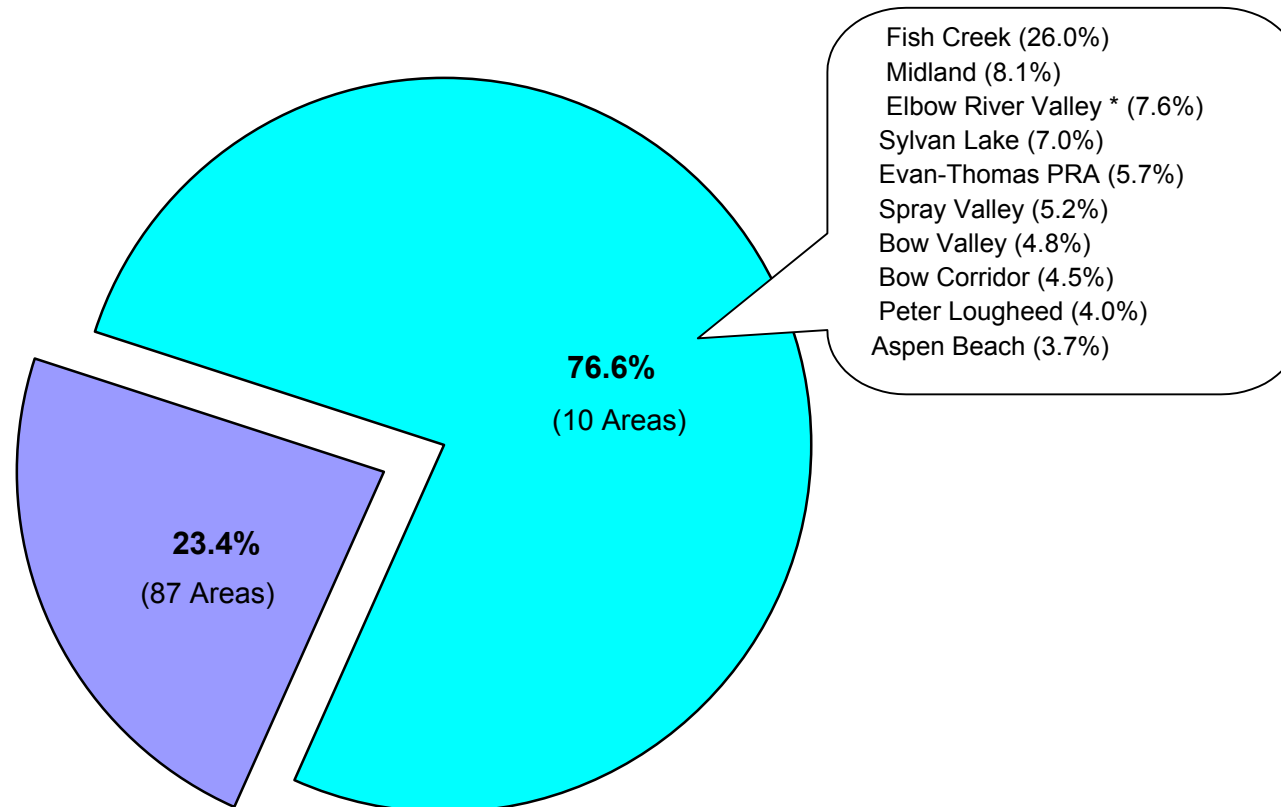 Fish Creek (26.0%)
Midland (8.1%)
Elbow River Valley * (7.6%)
Sylvan Lake (7.0%)
Evan-Thomas PRA (5.7%)
Spray Valley (5.2%)
Bow Valley (4.8%)
Bow Corridor (4.5%)
Peter Lougheed (4.0%)
Aspen Beach (3.7%)
76.6%
(10 Areas)
23.4%
(87 Areas)